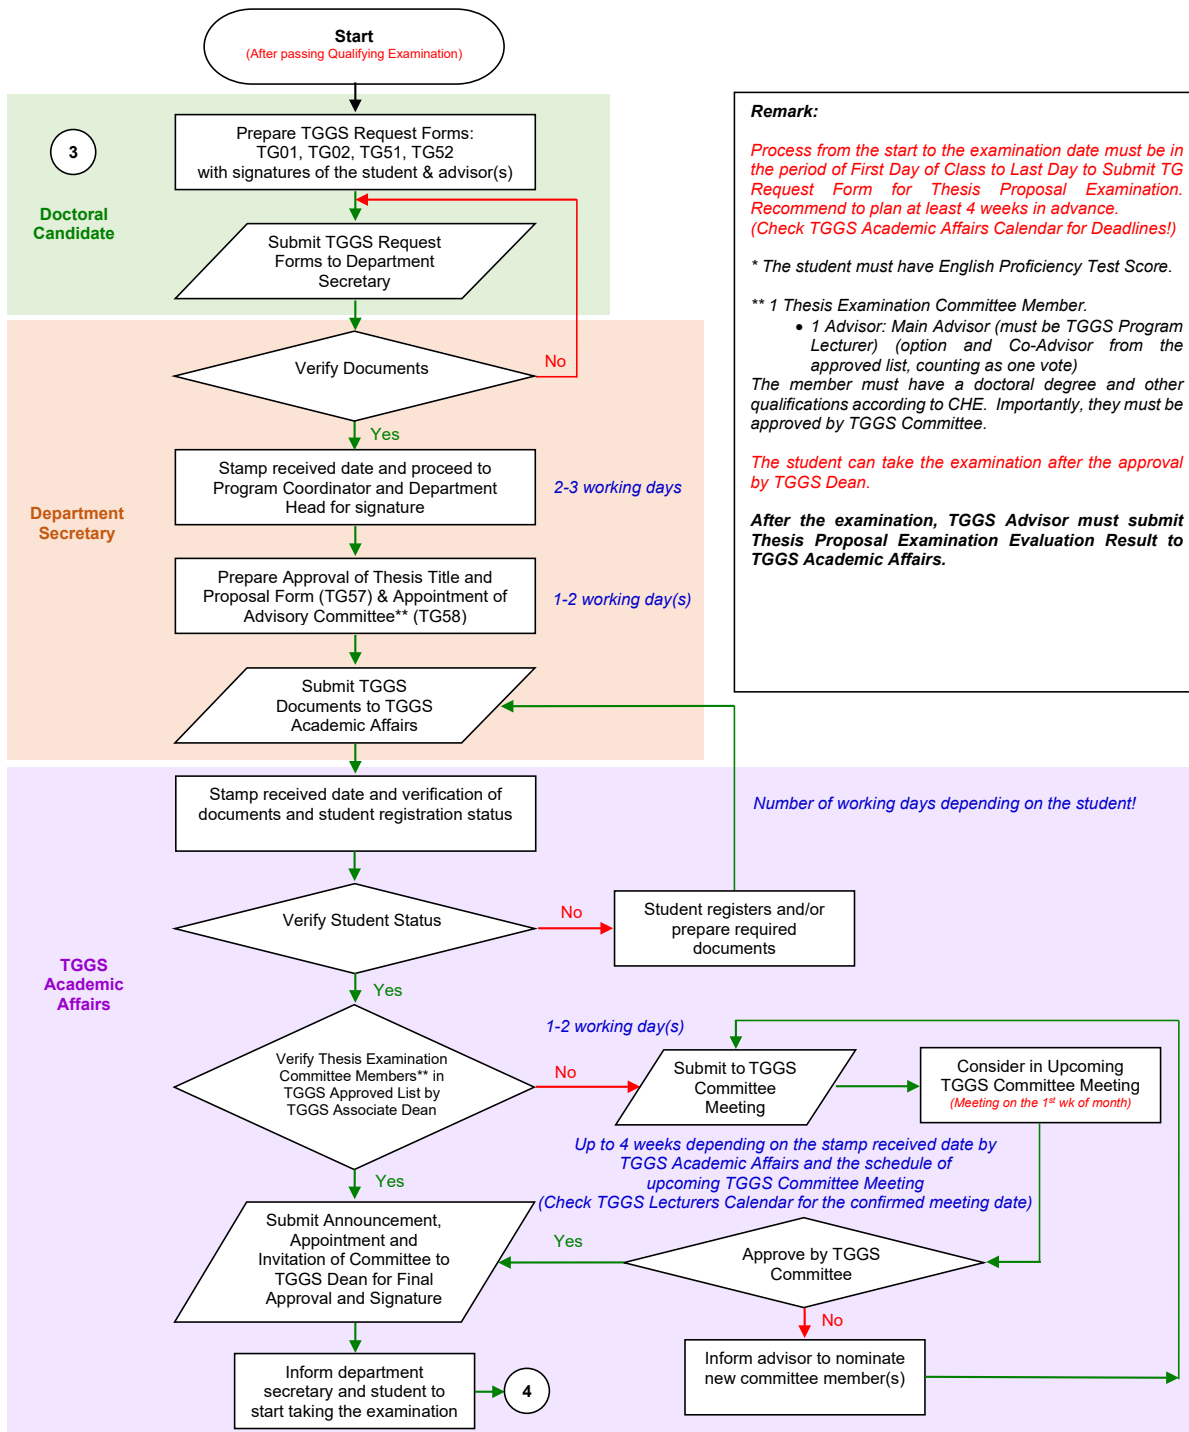 Start
(After passing Qualifying Examination)
3
Doctoral
Candidate
Prepare TGGS Request Forms:
TG01, TG02, TG51, TG52
with signatures of the student & advisor(s)
Submit TGGS Request
Forms to Department
Secretary
Verify Documents
No
Yes
Department
Secretary
Stamp received date and proceed to
Program Coordinator and Department
Head for signature
2-3 working days
Prepare Approval of Thesis Title and
Proposal Form (TG57) & Appointment of
Advisory Committee** (TG58)
1-2 working day(s)
Submit TGGS
Documents to TGGS
Academic Affairs
Remark:
Process from the start to the examination date must be in
the period of First Day of Class to Last Day to Submit TG
Request Form for Thesis Proposal Examination.
Recommend to plan at least 4 weeks in advance.
(Check TGGS Academic Affairs Calendar for Deadlines!)
* The student must have English Proficiency Test Score.
** 1 Thesis Examination Committee Member.
• 1 Advisor: Main Advisor (must be TGGS Program
Lecturer) (option and Co-Advisor from the
approved list, counting as one vote)
The member must have a doctoral degree and other
qualifications according to CHE. Importantly, they must be
approved by TGGS Committee.
The student can take the examination after the approval
by TGGS Dean.
After the examination, TGGS Advisor must submit
Thesis Proposal Examination Evaluation Result to
TGGS Academic Affairs.
TGGS
Academic
Affairs
Stamp received date and verification of
documents and student registration status
Number of working days depending on the student!
Verify Student Status
No
Student registers and/or
prepare required
documents
Yes
Verify Thesis Examination
Committee Members** in
TGGS Approved List by
TGGS Associate Dean
1-2 working day(s)
No
Submit to TGGS
Committee
Meeting
Consider in Upcoming
TGGS Committee Meeting
(Meeting on the 1st wk of month)
Up to 4 weeks depending on the stamp received date by
TGGS Academic Affairs and the schedule of
upcoming TGGS Committee Meeting
(Check TGGS Lecturers Calendar for the confirmed meeting date)
Yes
Submit Announcement,
Appointment and
Invitation of Committee to
TGGS Dean for Final
Approval and Signature
Yes
Approve by TGGS
Committee
No
Inform advisor to nominate
new committee member(s)
Inform department
secretary and student to
start taking the examination
4